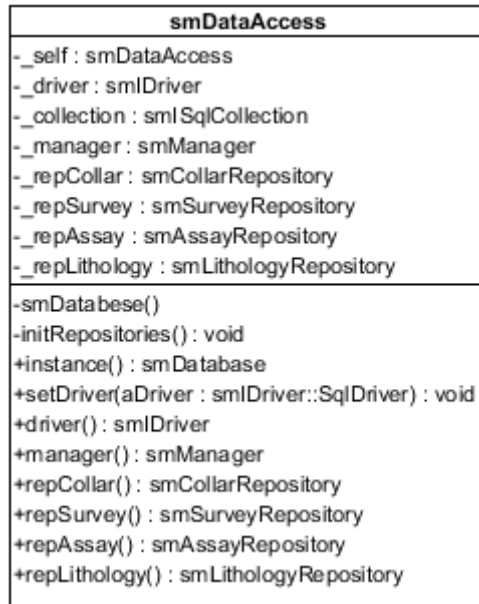 smDataAccess
-_self : smDataAccess
-_driver : smIDriver
-_collection : smISqlCollection
-_manager : smManager
-_repCollar : smCollarRepository
-_repSurvey : smSurveyRepository
-_repAssay : smAssayRepository
-_repLithology : smLithologyRepository
-smDatabese()
-initRepositories() : void
+instance() : smDatabase
+setDriver(aDriver : smIDriver::SqlDriver) : void
+driver() : smIDriver
+manager() : smManager
+repCollar() : smCollarRepository
+repSurvey() : smSurveyRepository
+repAssay() : smAssayRepository
+repLithology() : smLithologyRepository